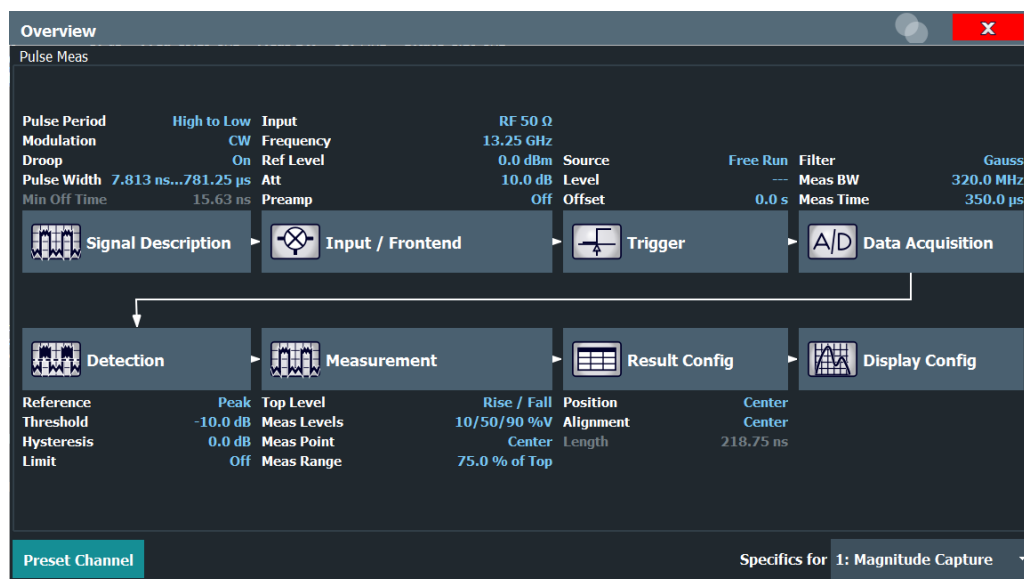 Overview
X
Pulse Meas
Pulse Period High to Low Input RF 50 Ω
Modulation CW Frequency 13.25 GHz
Droop On Ref Level 0.0 dBm Source Free Run Filter Gauss
Pulse Width 7.813 ns...781.25 µs Att 10.0 dB Level --- Meas BW 320.0 MHz
Min Off Time 15.63 ns Preamp Off Offset 0.0 s Meas Time 350.0 µs
Signal Description Input / Frontend Trigger A/D Data Acquisition
Detection Measurement Result Config Display Config
Reference Peak Top Level Rise / Fall Position Center
Threshold -10.0 dB Meas Levels 10/50/90 %V Alignment Center
Hysteresis 0.0 dB Meas Point Center Length 218.75 ns
Limit Off Meas Range 75.0 % of Top
Preset Channel Specifics for 1: Magnitude Capture